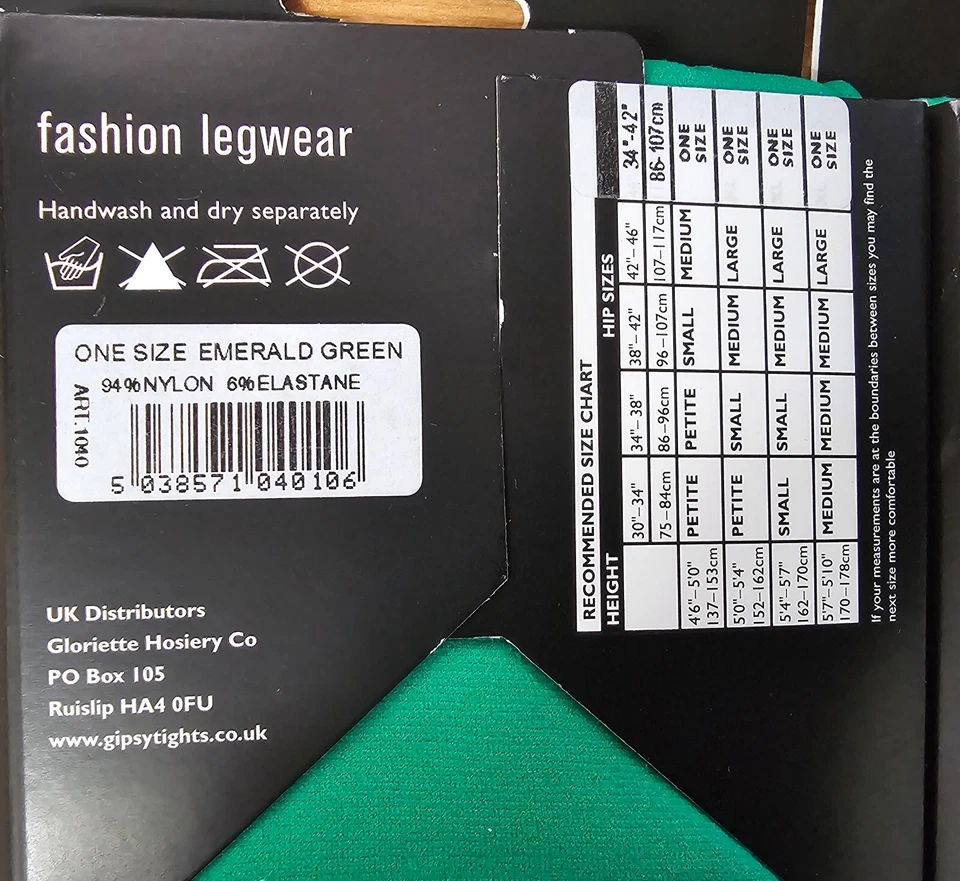 fashion legwear
Handwash and dry separately
ONE SIZE EMERALD GREEN
94%NYLON 6%ELASTANE
ART.1040
5 038571 040106
UK Distributors
Gloriette Hosiery Co
PO Box 105
Ruislip HA4 0FU
www.gipsytights.co.uk
RECOMMENDED SIZE CHART
HEIGHT HIP SIZES
30"–34" 34"–38" 38"–42" 42"–46" 34"-42"
75–84cm 86–96cm 96–107cm 107–117cm 86-107cm
4'6"–5'0" 137–153cm PETITE PETITE SMALL MEDIUM ONE SIZE
5'0"–5'4" 152–162cm PETITE SMALL MEDIUM LARGE ONE SIZE
5'4"–5'7" 162–170cm SMALL SMALL MEDIUM LARGE ONE SIZE
5'7"–5'10" 170–178cm MEDIUM MEDIUM MEDIUM LARGE ONE SIZE
If your measurements are at the boundaries between sizes you may find the
next size more comfortable